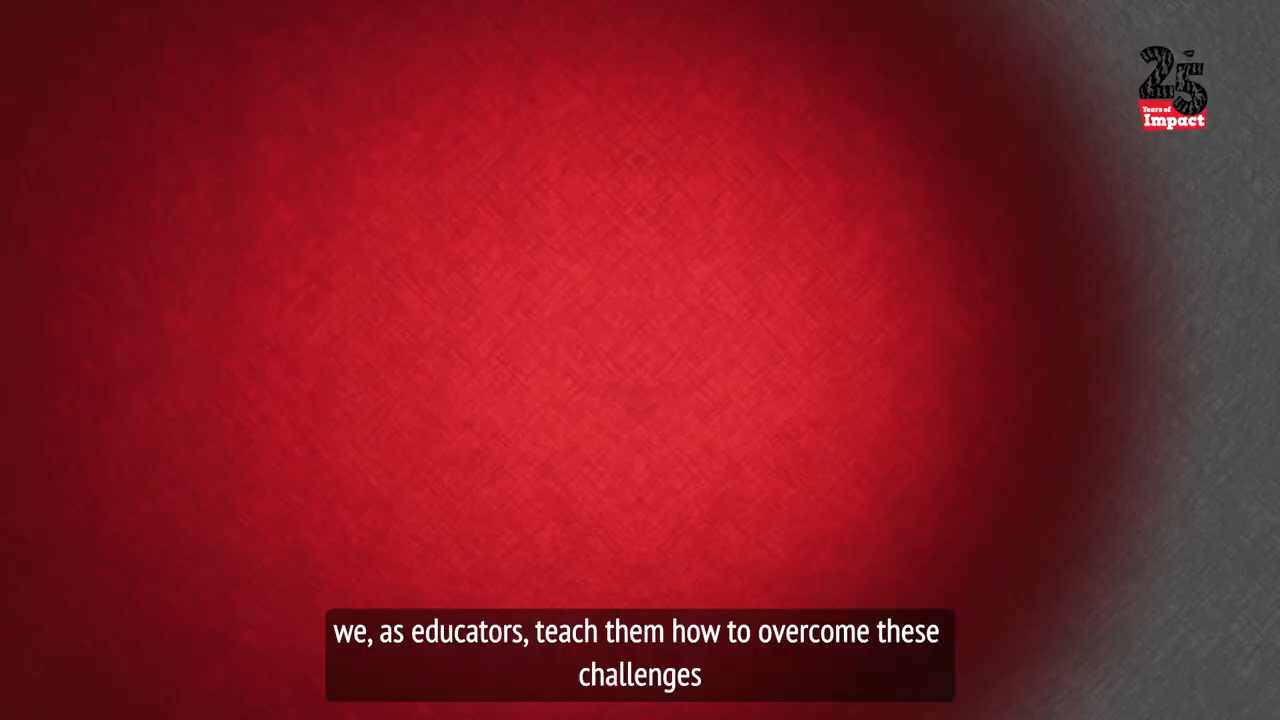 25
Years of
Impact
we, as educators, teach them how to overcome these
challenges